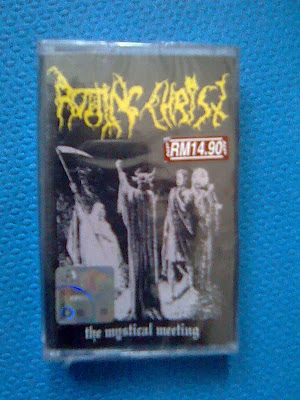 ROTTING CHRIST
RM14.90
the mystical meeting